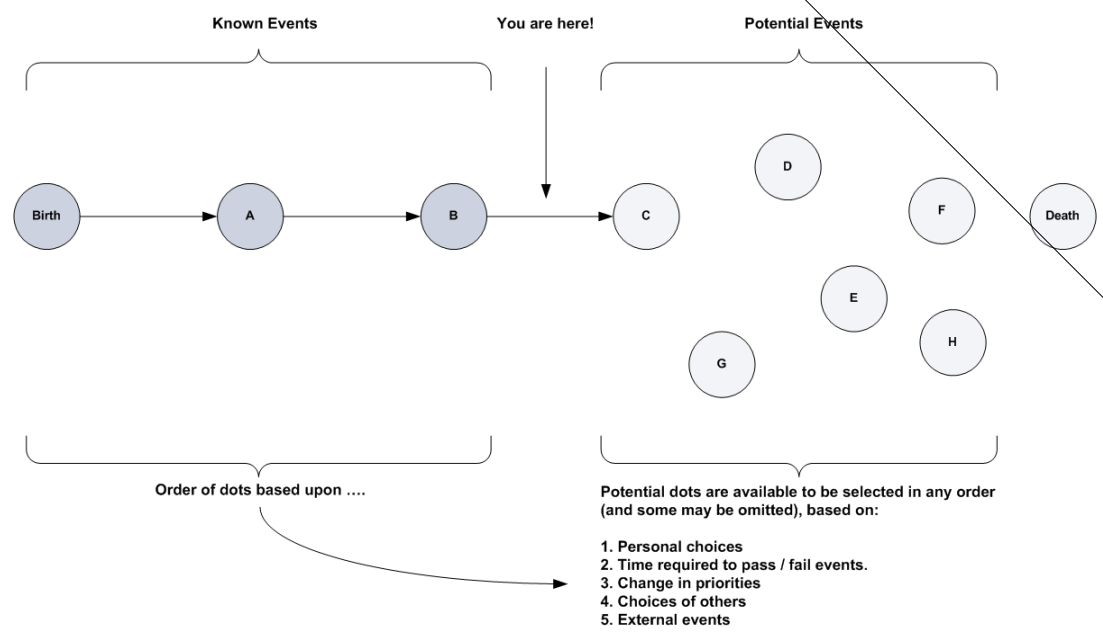 Known Events
You are here!
Potential Events
Birth
A
B
C
D
F
Death
E
H
G
Order of dots based upon ....
Potential dots are available to be selected in any order
(and some may be omitted), based on:
1. Personal choices
2. Time required to pass / fail events.
3. Change in priorities
4. Choices of others
5. External events